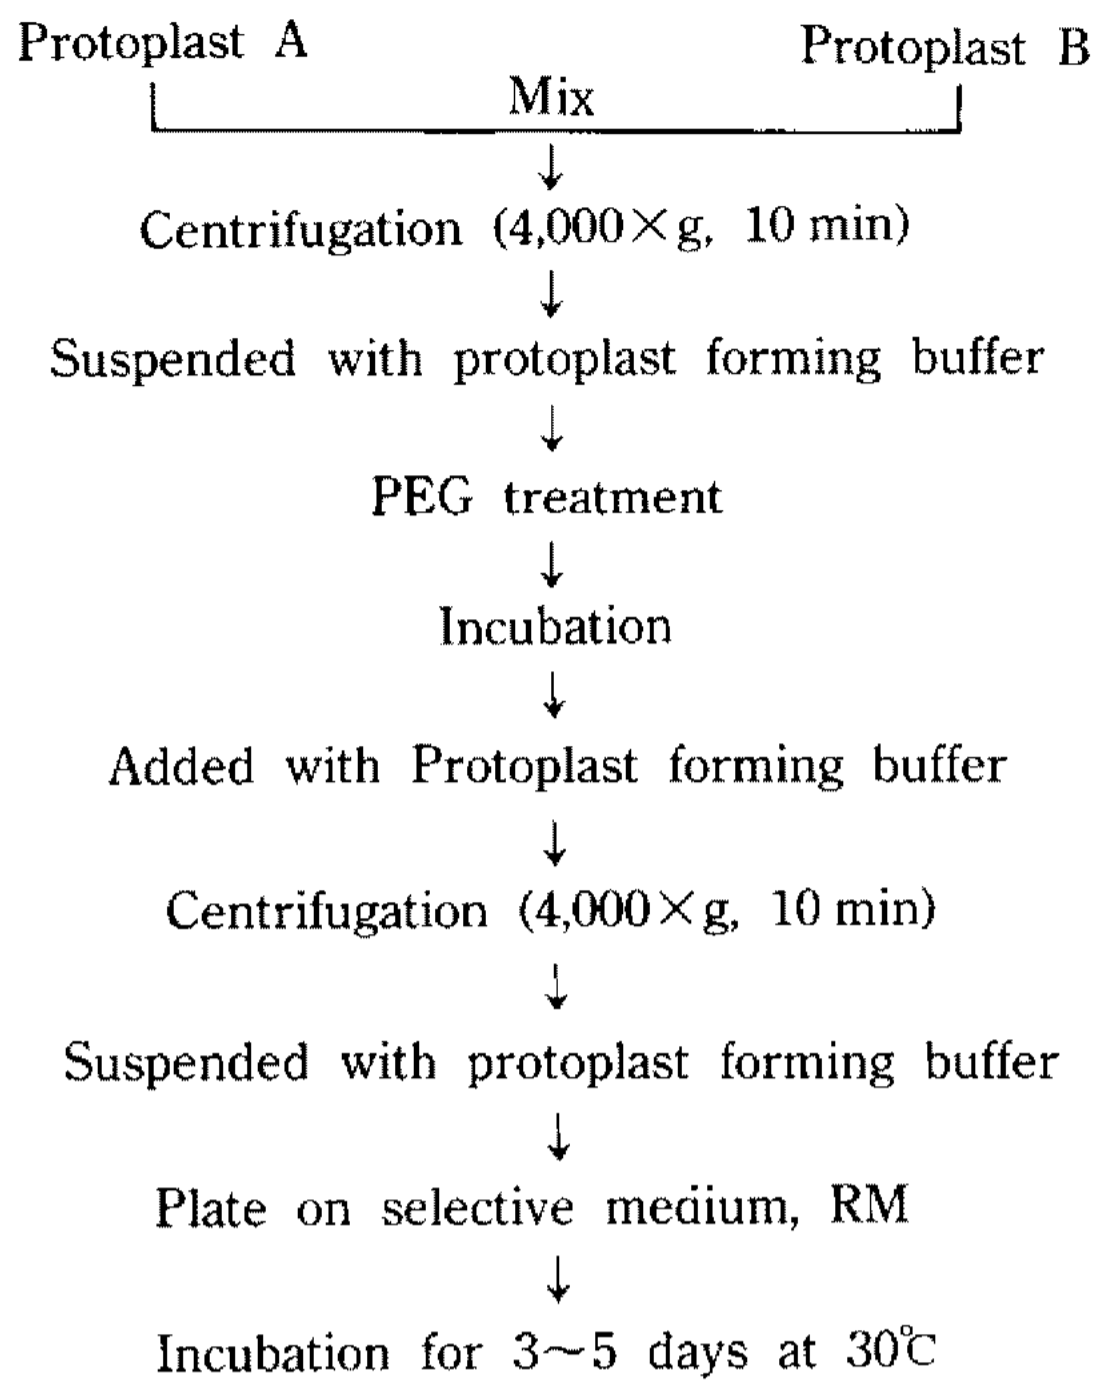 Protoplast A Protoplast B
Mix
↓
Centrifugation (4,000×g, 10 min)
↓
Suspended with protoplast forming buffer
↓
PEG treatment
↓
Incubation
↓
Added with Protoplast forming buffer
↓
Centrifugation (4,000×g, 10 min)
↓
Suspended with protoplast forming buffer
↓
Plate on selective medium, RM
↓
Incubation for 3~5 days at 30℃